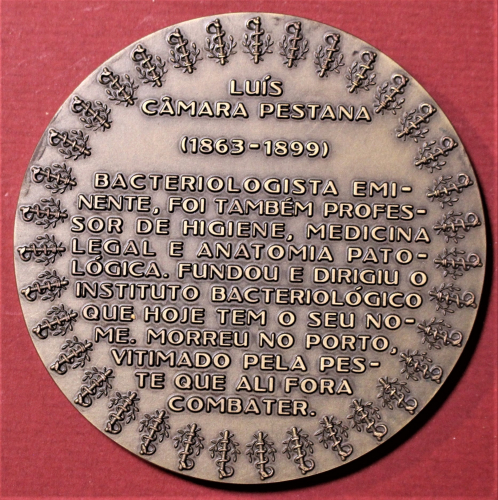 LUÍS
CÂMARA PESTANA
(1863-1899)
BACTERIOLOGISTA EMI-
NENTE, FOI TAMBÉM PROFES-
SOR DE HIGIENE, MEDICINA
LEGAL E ANATOMIA PATO-
LÓGICA. FUNDOU E DIRIGIU O
INSTITUTO BACTERIOLÓGICO
QUE HOJE TEM O SEU NO-
ME. MORREU NO PORTO,
VITIMADO PELA PES-
TE QUE ALI FORA
COMBATER.